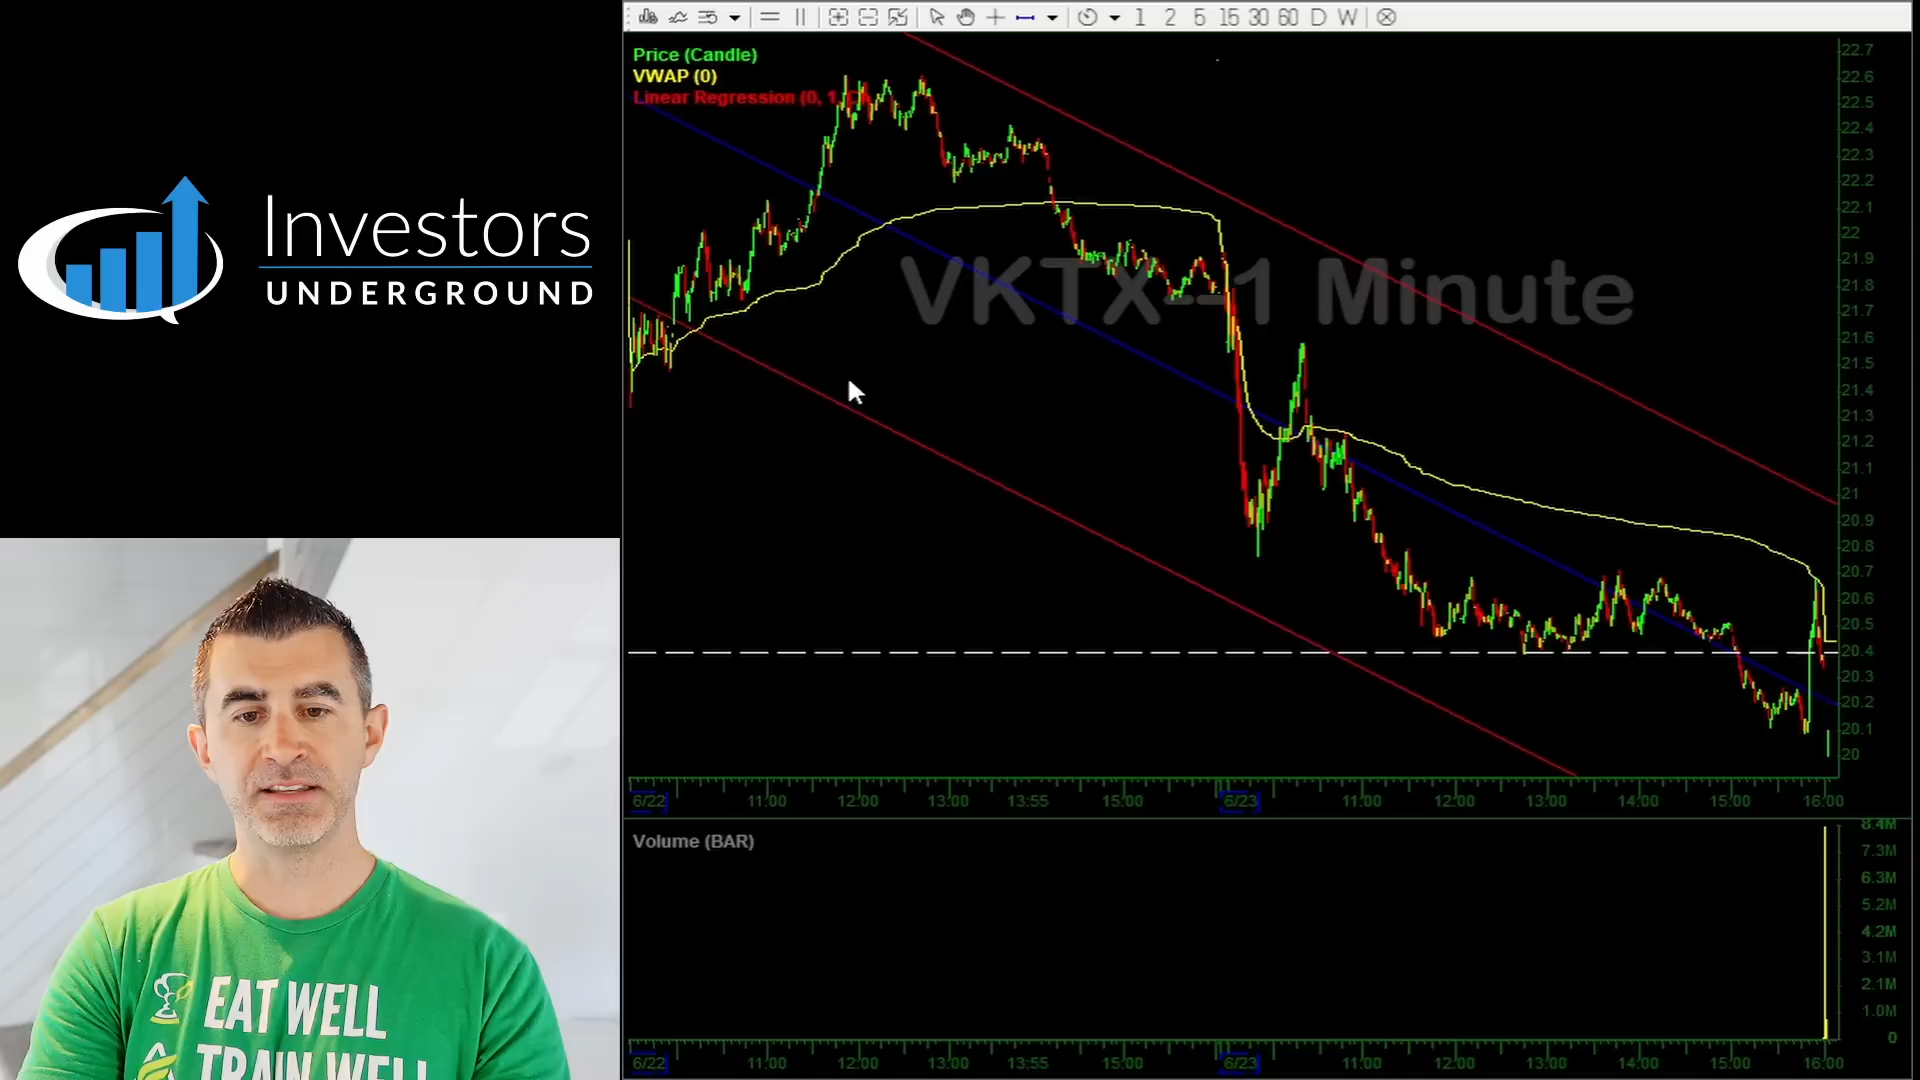 Investors
UNDERGROUND
EAT WELL
TRAIN WELL
1 2 5 15 30 60 D W
Price (Candle)
VWAP (0)
Linear Regression (0, 1,
VKTX--1 Minute
22.7
22.6
22.5
22.4
22.3
22.2
22.1
22
21.9
21.8
21.7
21.6
21.5
21.4
21.3
21.2
21.1
21
20.9
20.8
20.7
20.6
20.5
20.4
20.3
20.2
20.1
20
6/22 11:00 12:00 13:00 13:55 15:00 6/23 11:00 12:00 13:00 14:00 15:00 16:00
Volume (BAR)
8.4M
7.3M
6.3M
5.2M
4.2M
3.1M
2.1M
1.0M
0
6/22 11:00 12:00 13:00 13:55 15:00 6/23 11:00 12:00 13:00 14:00 15:00 16:00